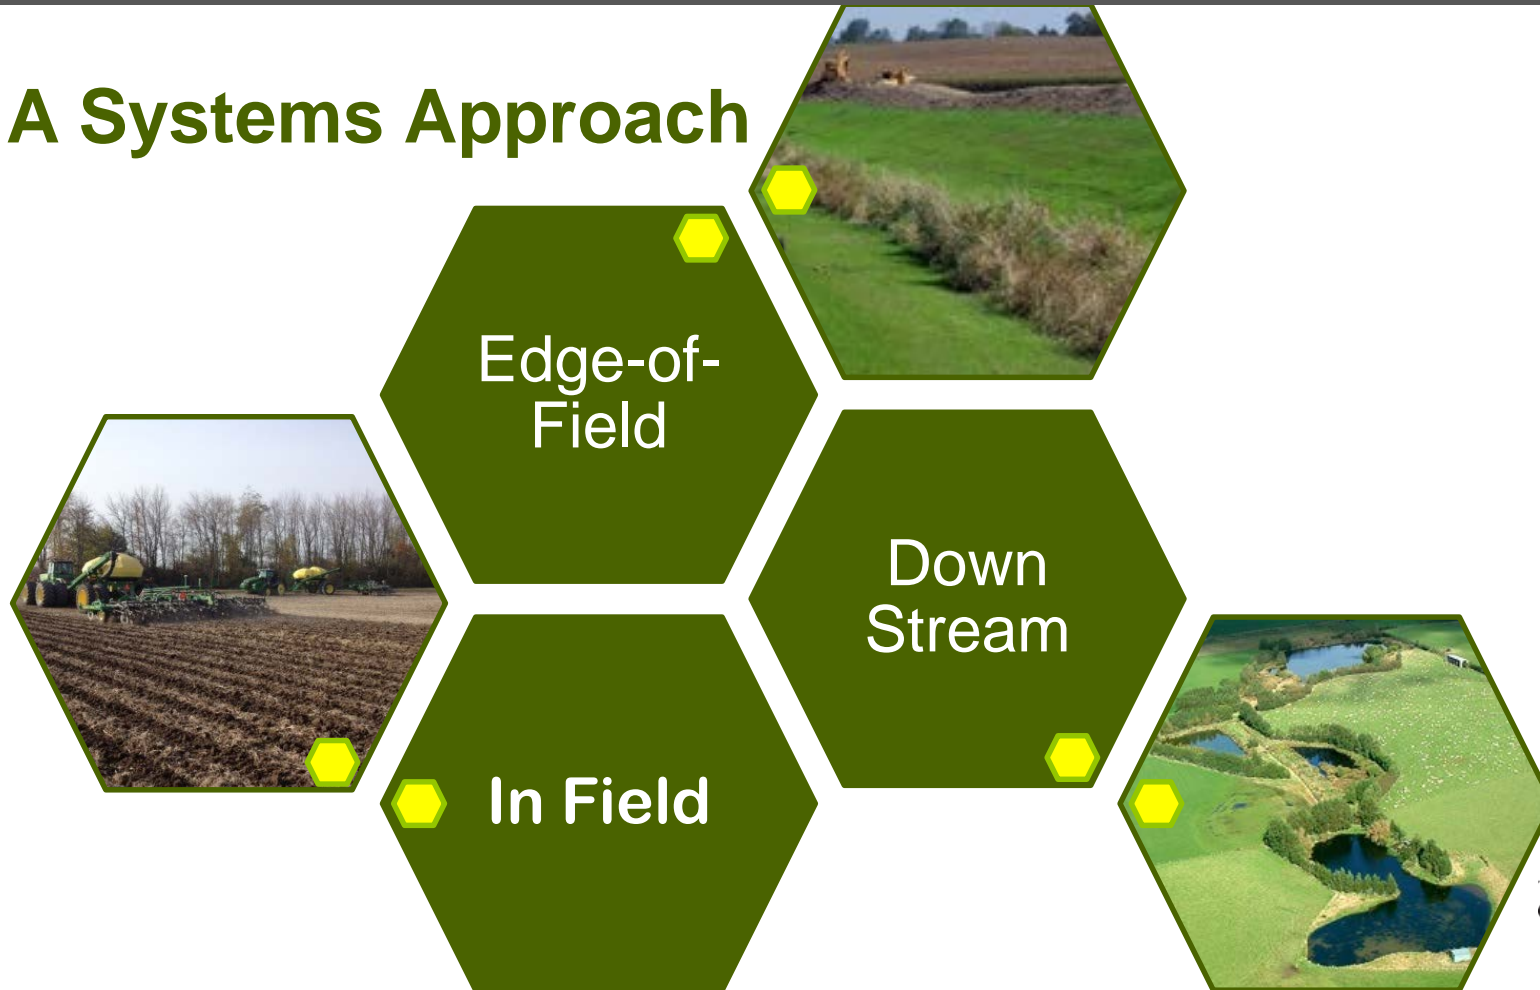 A Systems Approach
Edge-of-
Field
Down
Stream
In Field